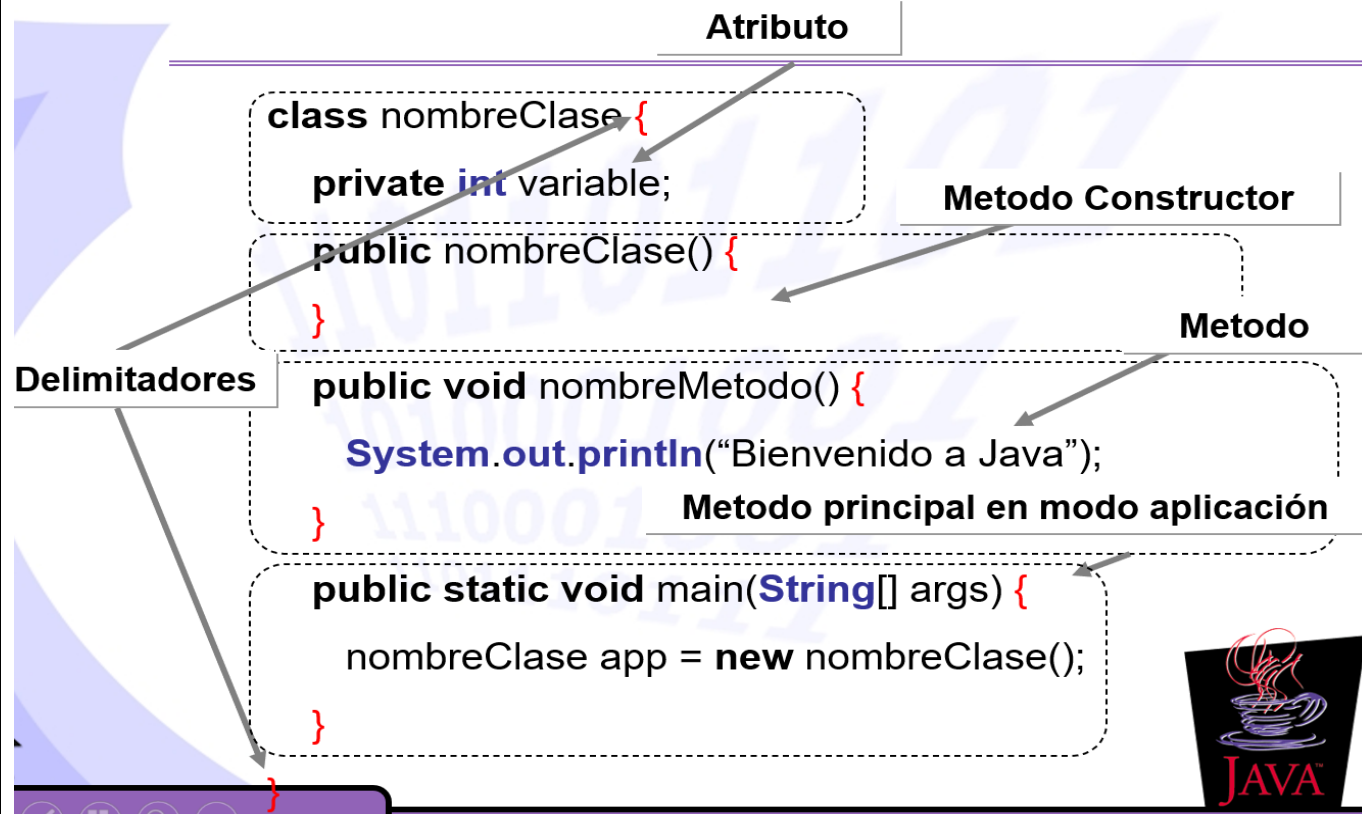 Atributo
class nombreClase {
private int variable;
Metodo Constructor
public nombreClase() {
}
Metodo
Delimitadores
public void nombreMetodo() {
System.out.println(“Bienvenido a Java”);
Metodo principal en modo aplicación
}
public static void main(String[] args) {
nombreClase app = new nombreClase();
}
}
JAVA™